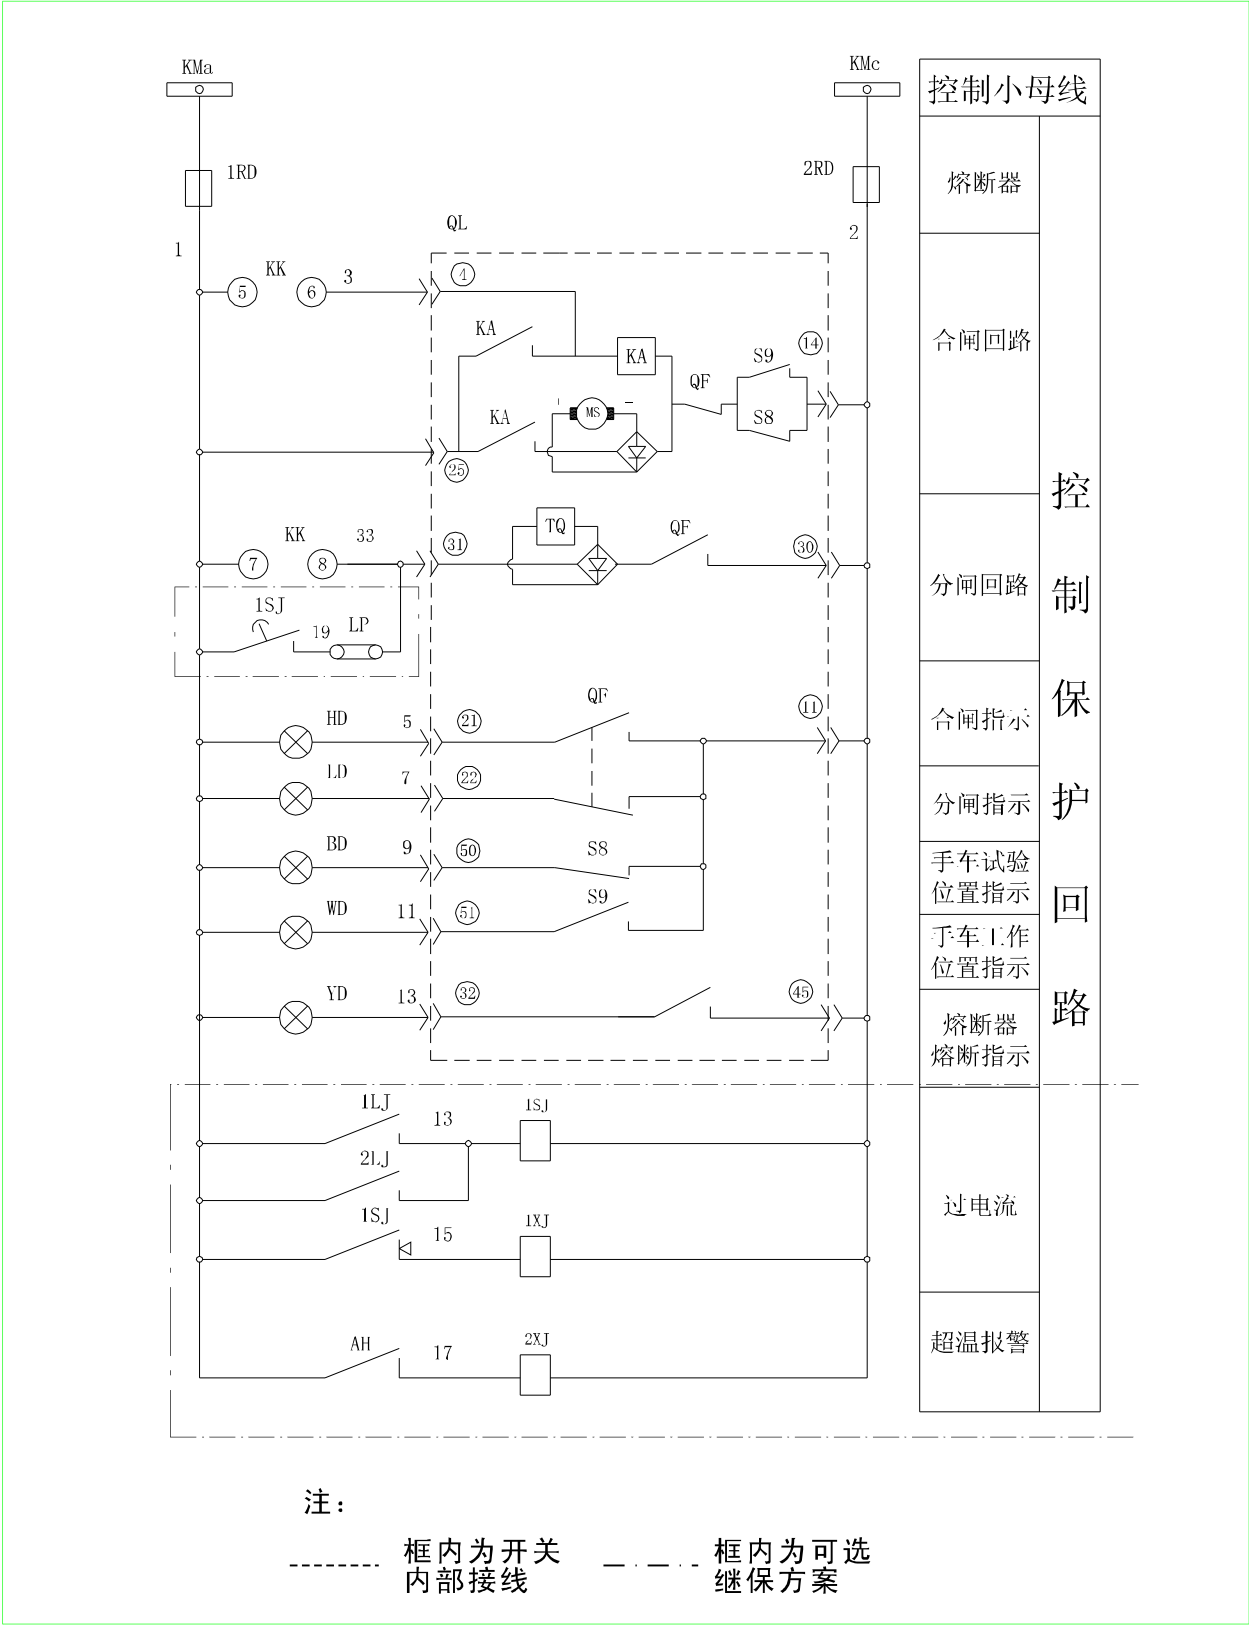 KMa
KMc
控制小母线
1RD
2RD
熔断器
1
2
QL
KK
3
5
6
4
KA
KA
QF
S9
14
合闸回路
KA
MS
S8
25
KK
33
7
8
31
TQ
QF
30
分闸回路
1SJ
19
LP
HD
5
21
QF
11
合闸指示
LD
7
22
分闸指示
BD
9
50
S8
手车试验
位置指示
WD
11
51
S9
手车工作
位置指示
YD
13
32
45
熔断器
熔断指示
控制保护回路
1LJ
13
1SJ
2LJ
过电流
1SJ
15
1XJ
AH
17
2XJ
超温报警
注：
框内为开关
内部接线
框内为可选
继保方案